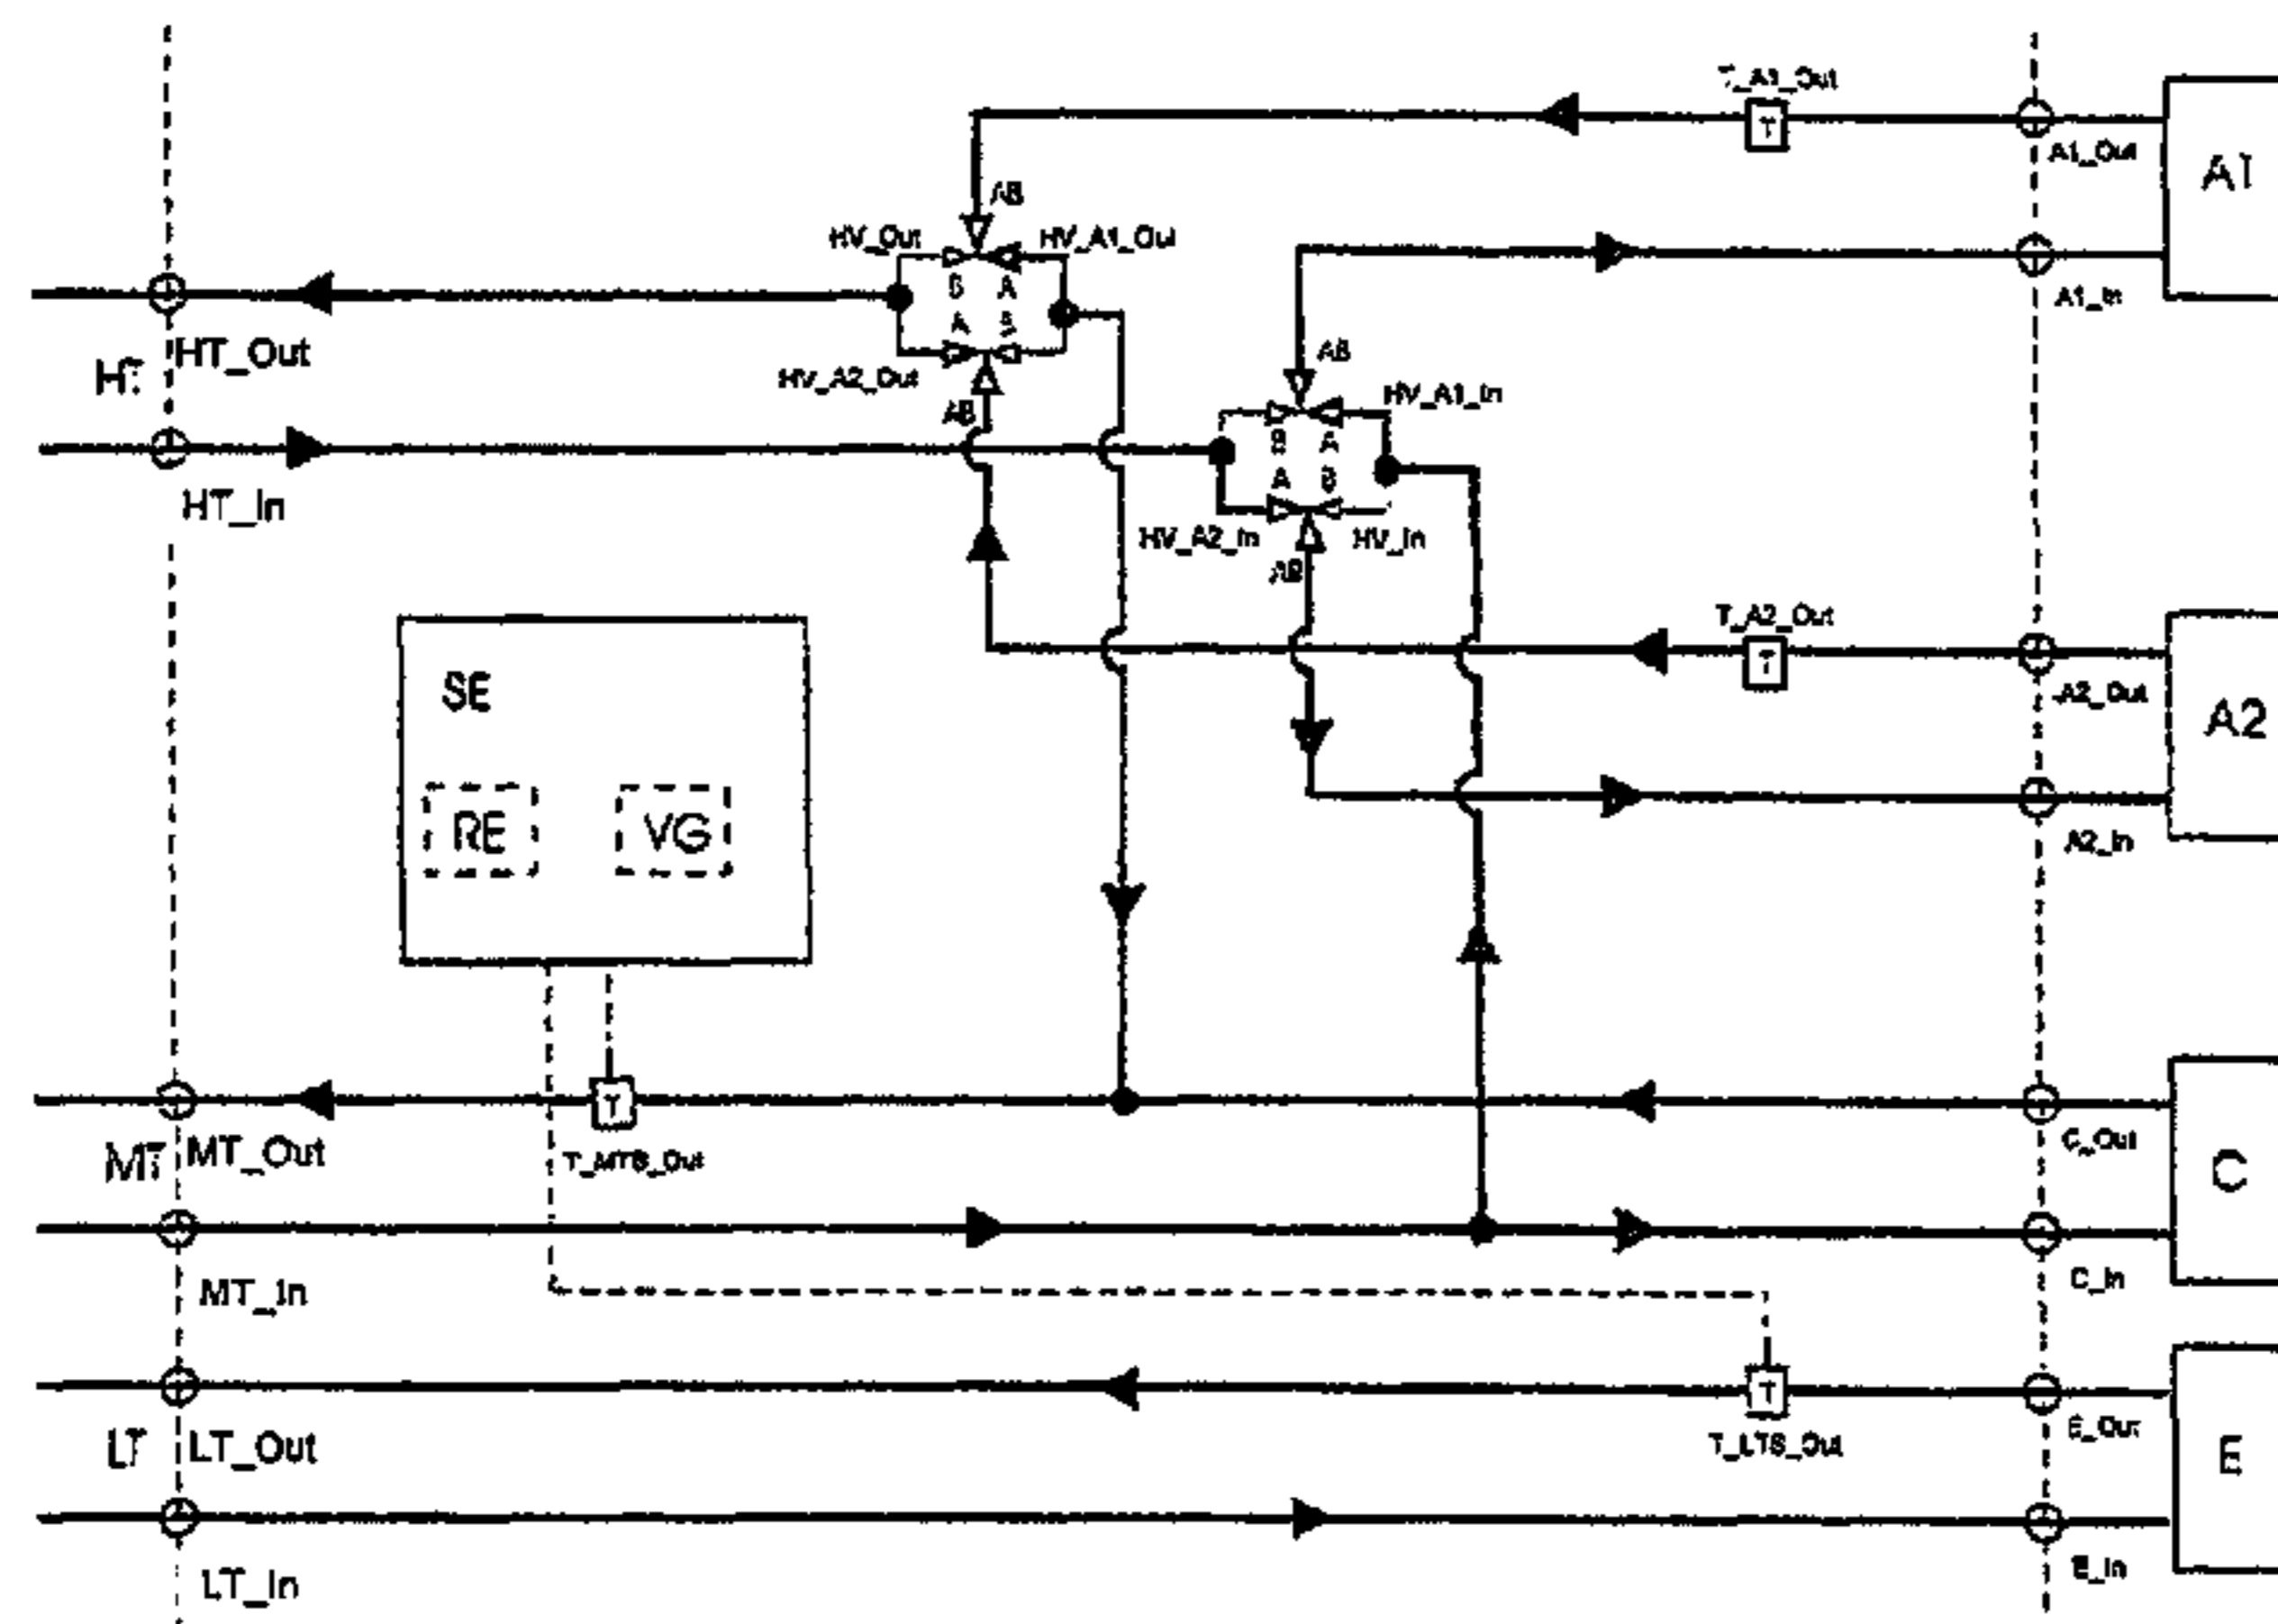 T_A1_Out
T
A1_Out
A1
AB
HV_Out
HV_A1_Out
A1_In
B A
A B
HT_Out
HT
HV_A2_Out
AB
AB
HV_A1_In
B A
A B
HT_In
HV_A2_In
HV_In
AB
T_A2_Out
T
A2_Out
A2
SE
RE
VG
A2_In
T
C_Out
MT
MT_Out
T_MTS_Out
C
MT_In
C_In
T
E_Out
LT
LT_Out
T_LTS_Out
E
LT_In
E_In